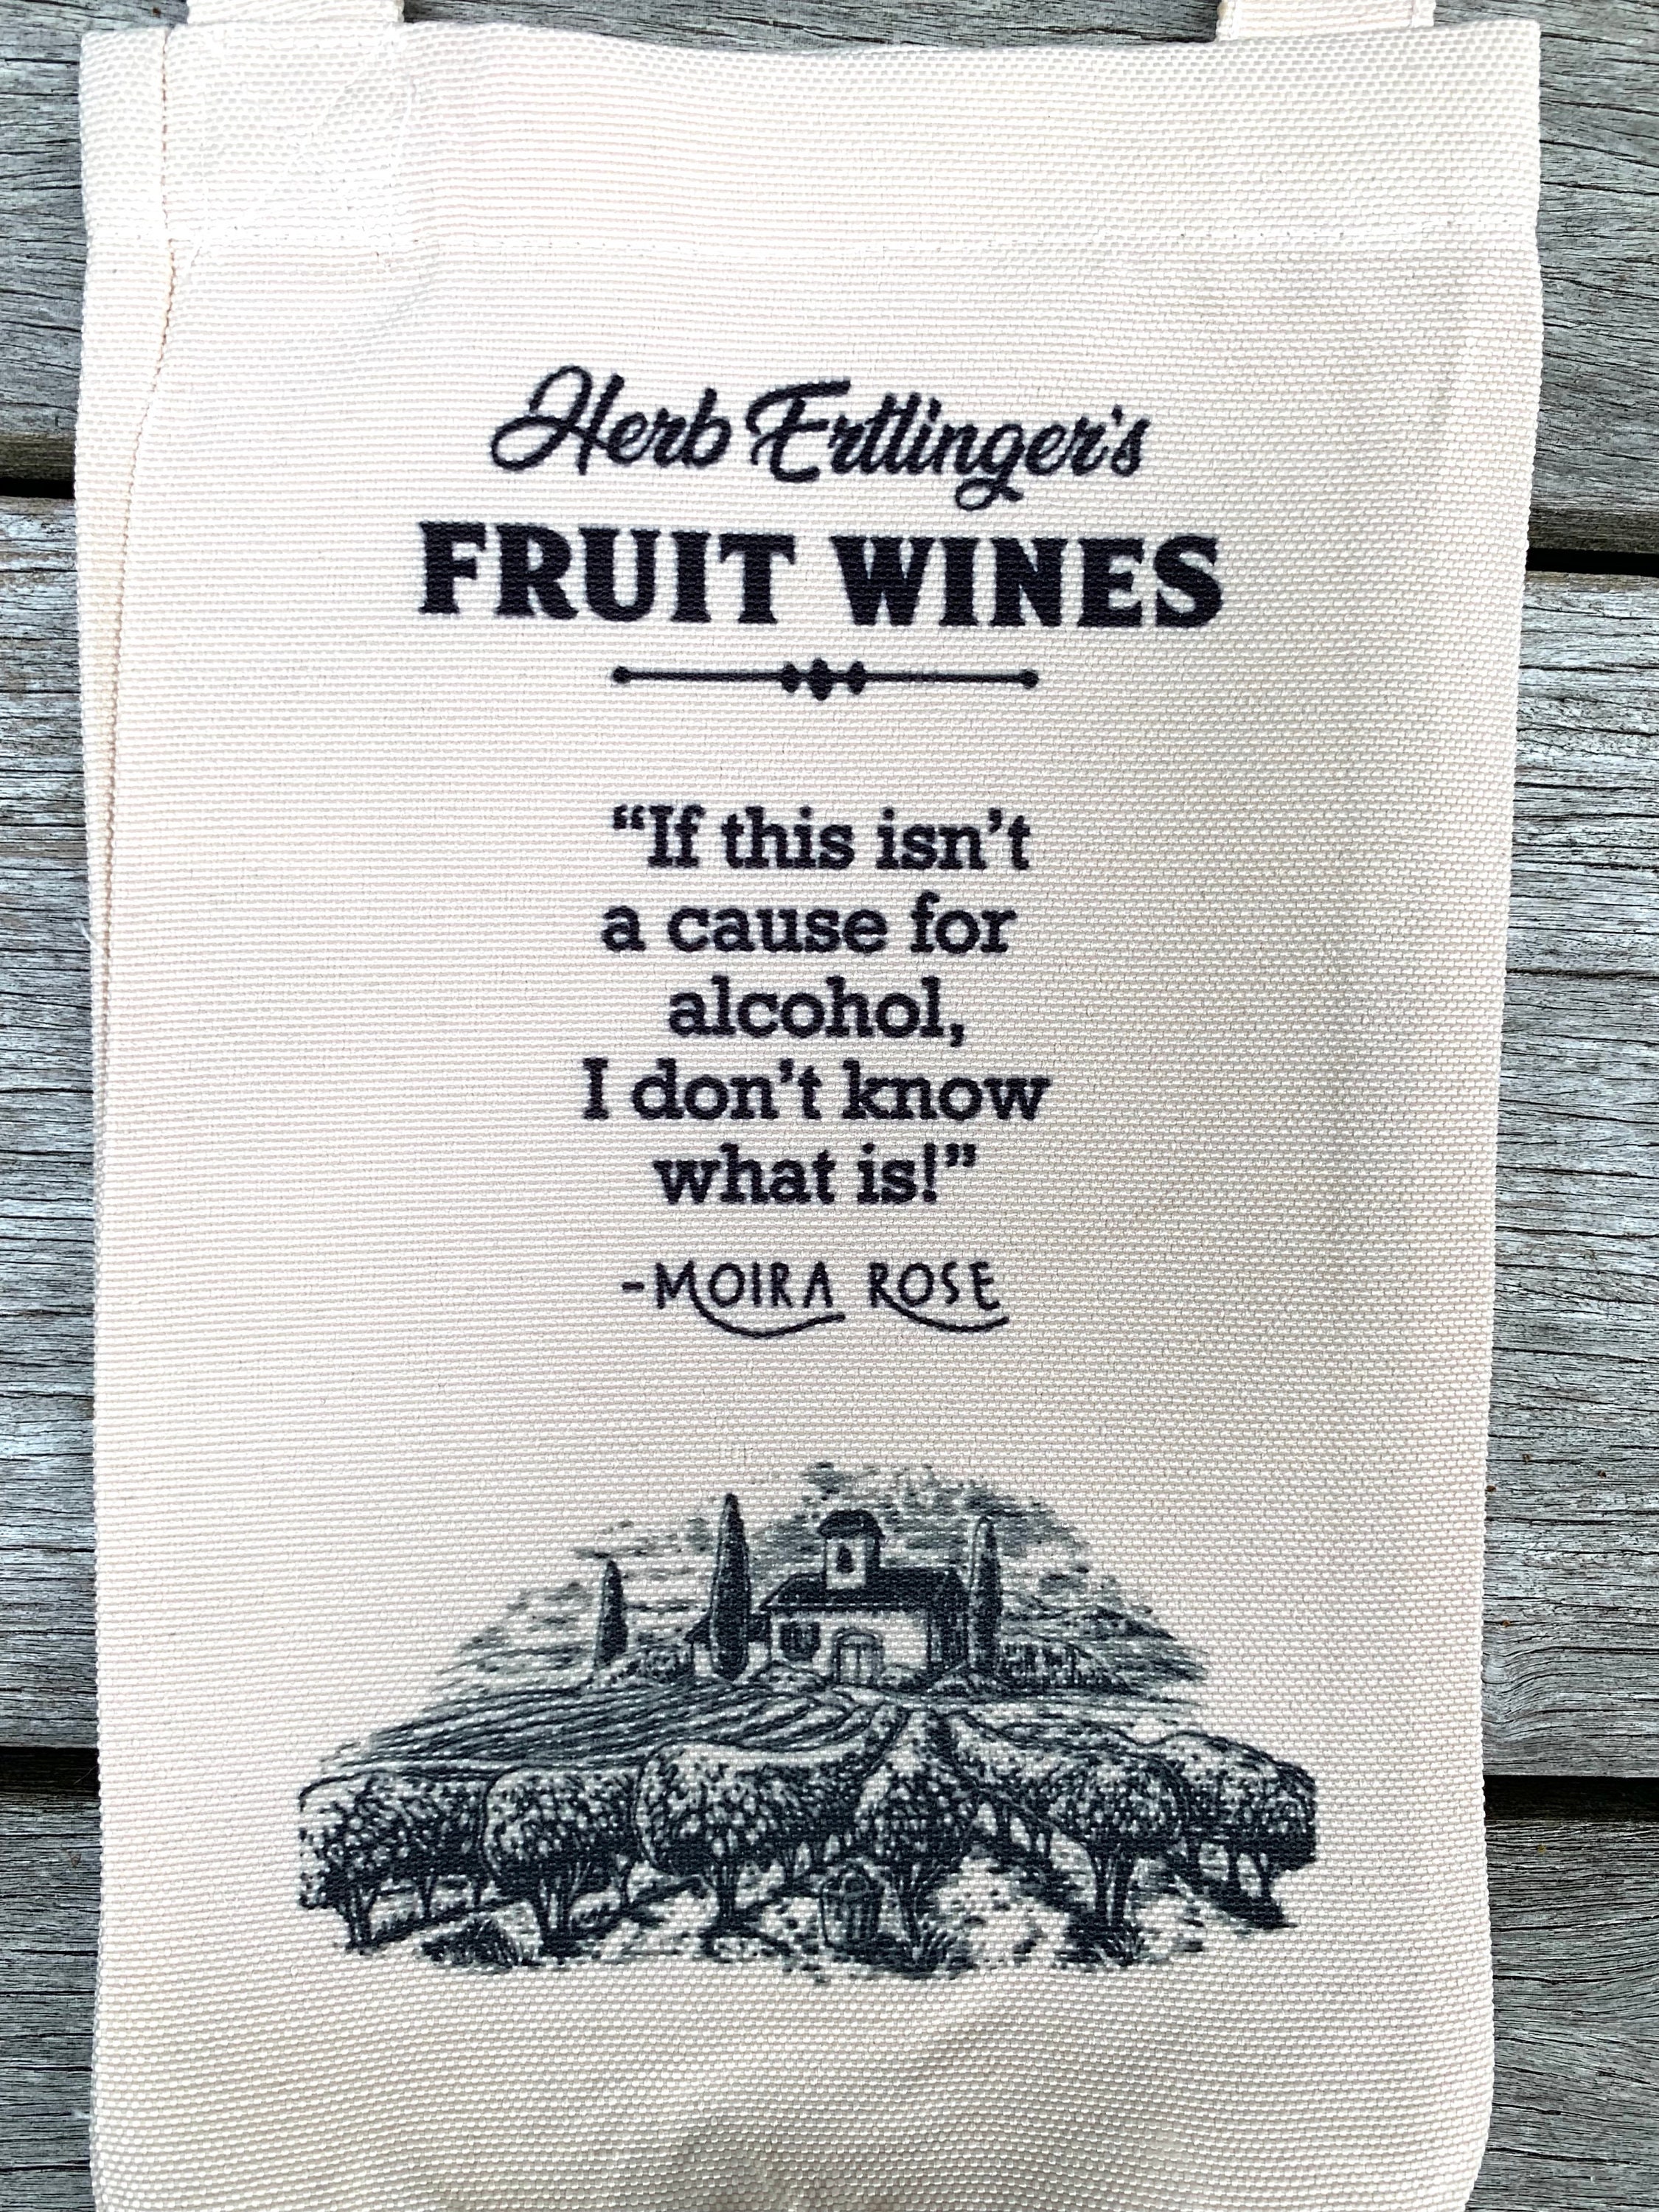 Herb Ertlinger's
FRUIT WINES
“If this isn’t
a cause for
alcohol,
I don’t know
what is!”
-MOIRA ROSE